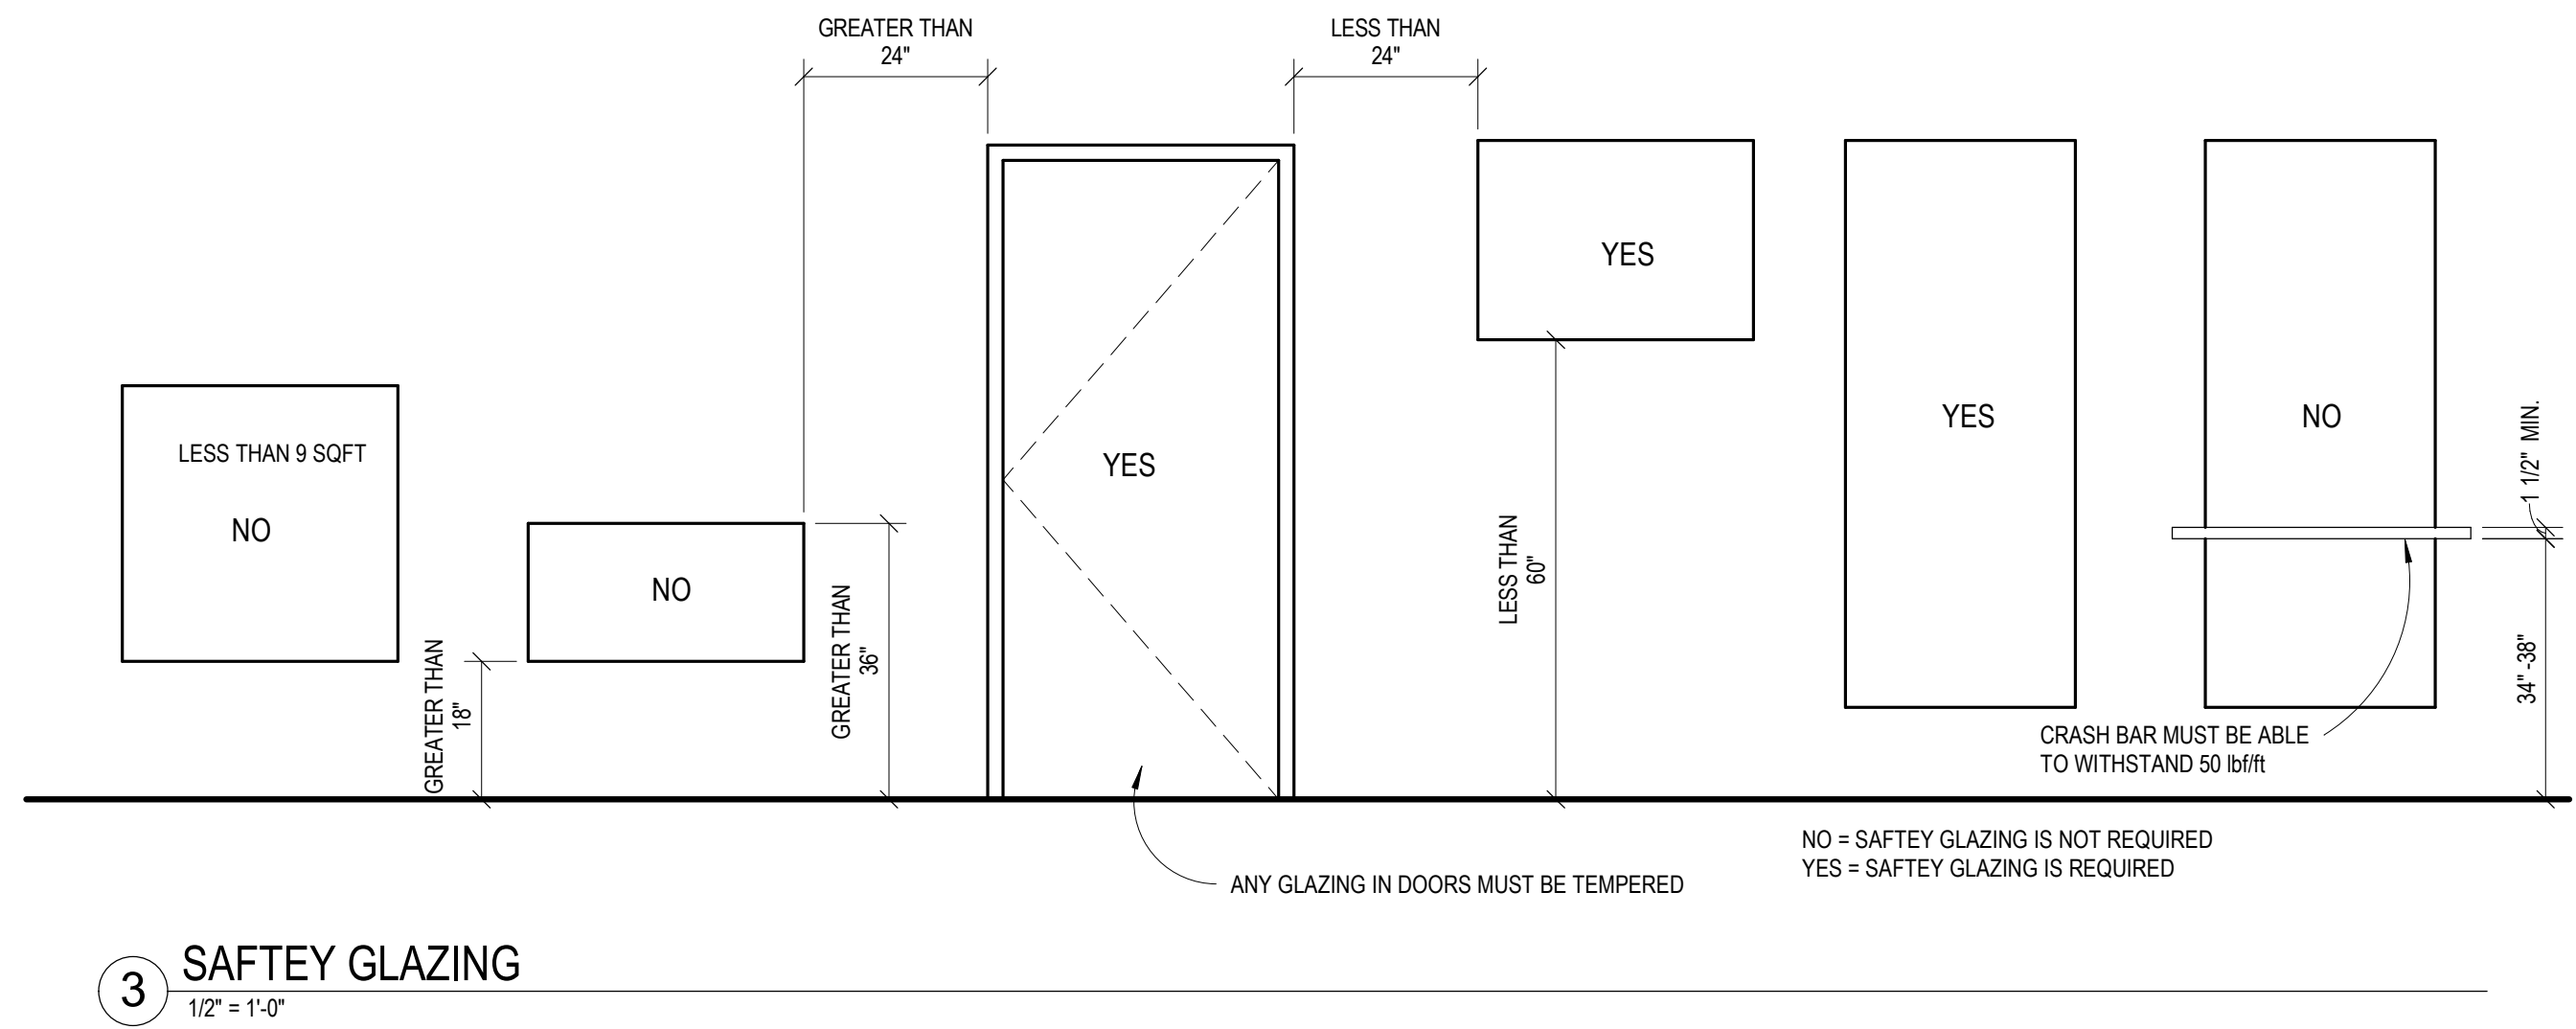 GREATER THAN
24"
LESS THAN
24"
LESS THAN 9 SQFT
NO
GREATER THAN
18"
NO
GREATER THAN
36"
YES
YES
LESS THAN
60"
YES
NO
1 1/2" MIN.
34"-38"
CRASH BAR MUST BE ABLE
TO WITHSTAND 50 lbf/ft
NO = SAFTEY GLAZING IS NOT REQUIRED
YES = SAFTEY GLAZING IS REQUIRED
ANY GLAZING IN DOORS MUST BE TEMPERED
3
SAFTEY GLAZING
1/2" = 1'-0"